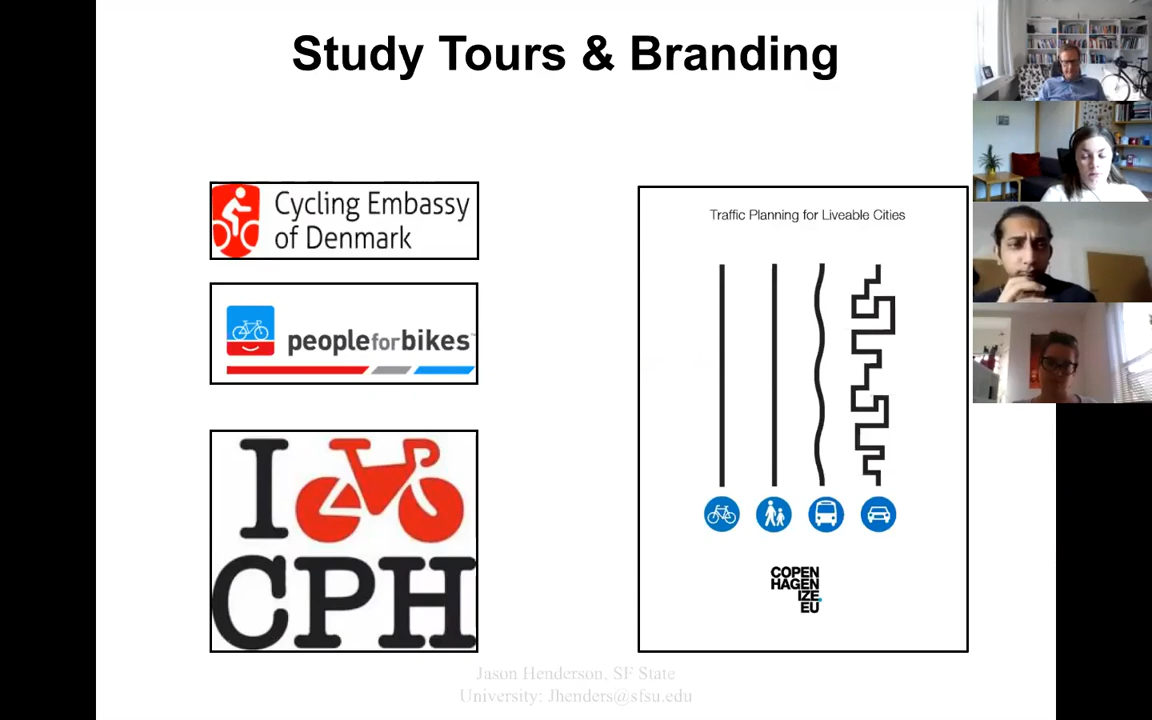 Study Tours & Branding
Cycling Embassy
of Denmark
peopleforbikes
I
CPH
Traffic Planning for Liveable Cities
COPEN
HAGEN
IZE.
EU
Jason Henderson, SF State
University: Jhenders@sfsu.edu